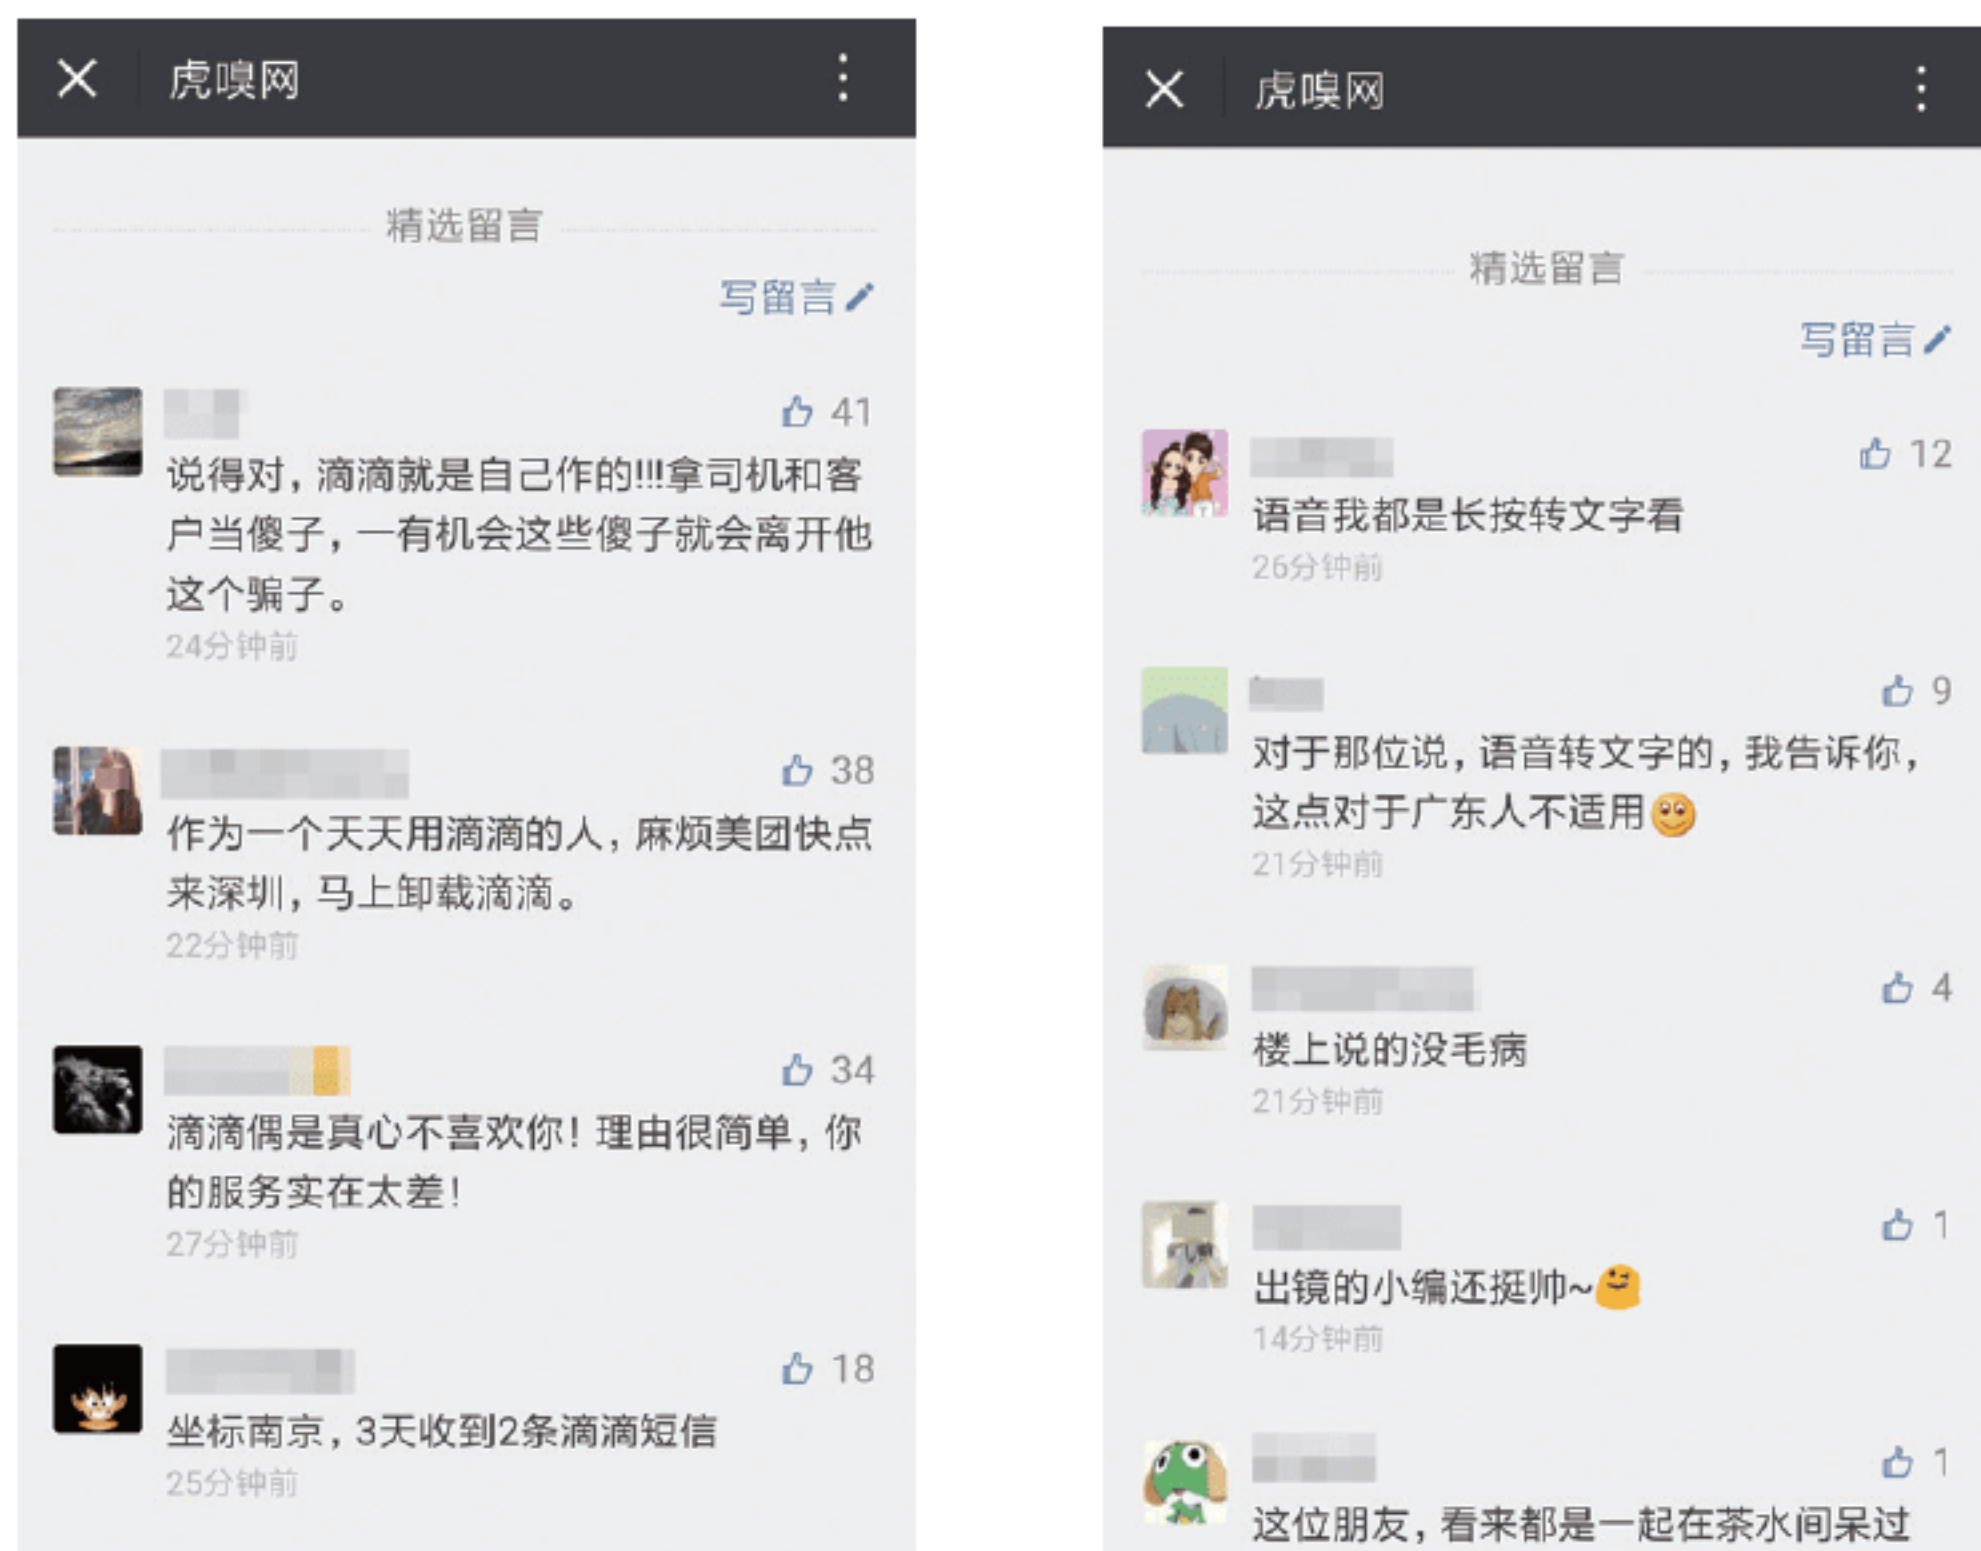 虎嗅网
精选留言
写留言
41
说得对，滴滴就是自己作的!!!拿司机和客
户当傻子，一有机会这些傻子就会离开他
这个骗子。
24分钟前
38
作为一个天天用滴滴的人，麻烦美团快点
来深圳，马上卸载滴滴。
22分钟前
34
滴滴偶是真心不喜欢你！理由很简单，你
的服务实在太差！
27分钟前
18
坐标南京，3天收到2条滴滴短信
25分钟前
虎嗅网
精选留言
写留言
12
语音我都是长按转文字看
26分钟前
9
对于那位说，语音转文字的，我告诉你，
这点对于广东人不适用
21分钟前
4
楼上说的没毛病
21分钟前
1
出镜的小编还挺帅~
14分钟前
1
这位朋友，看来都是一起在茶水间呆过